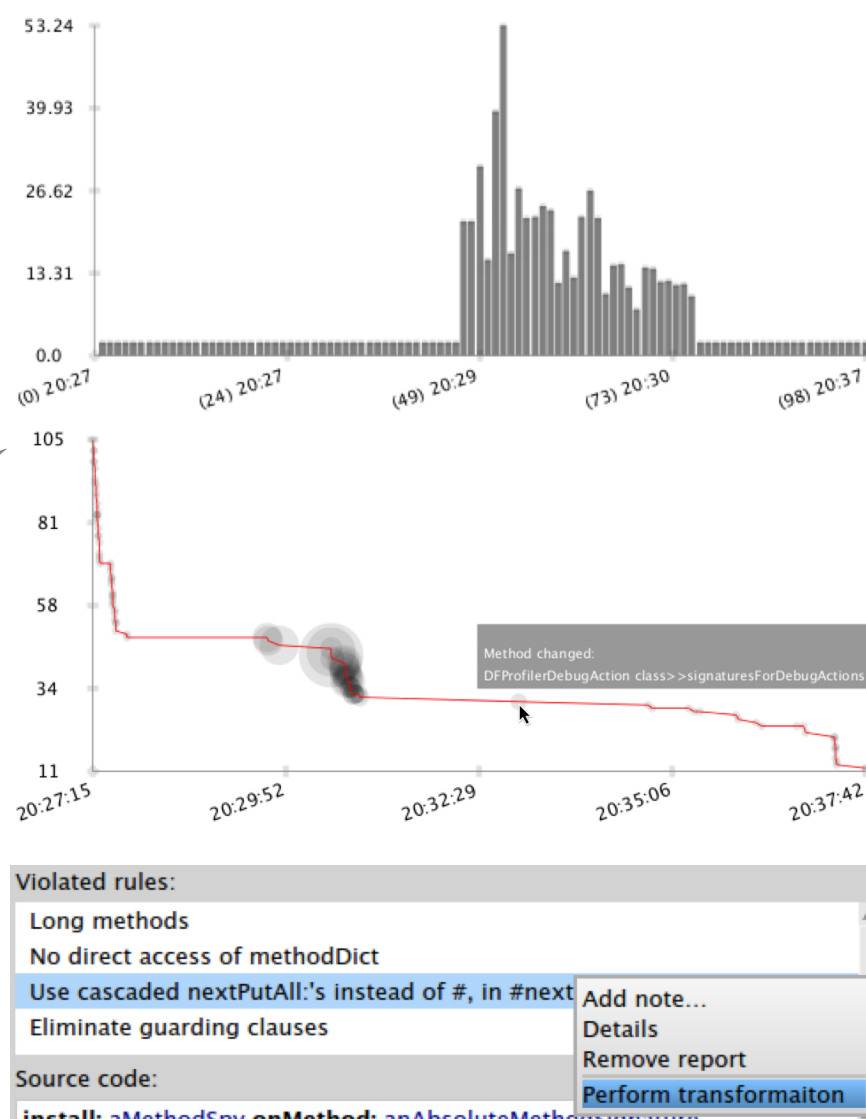 53.24
39.93
26.62
13.31
0.0
(0) 20:27
(24) 20:27
(49) 20:29
(73) 20:30
(98) 20:37
105
81
58
34
11
Method changed:
DFProfilerDebugAction class>>signaturesForDebugActions
20:27:15
20:29:52
20:32:29
20:35:06
20:37:42
Violated rules:
Long methods
No direct access of methodDict
Use cascaded nextPutAll:'s instead of #, in #next
Eliminate guarding clauses
Add note...
Details
Remove report
Perform transformaiton
Source code:
install: aMethodSpy onMethod: anAbsoluteMethodSignature